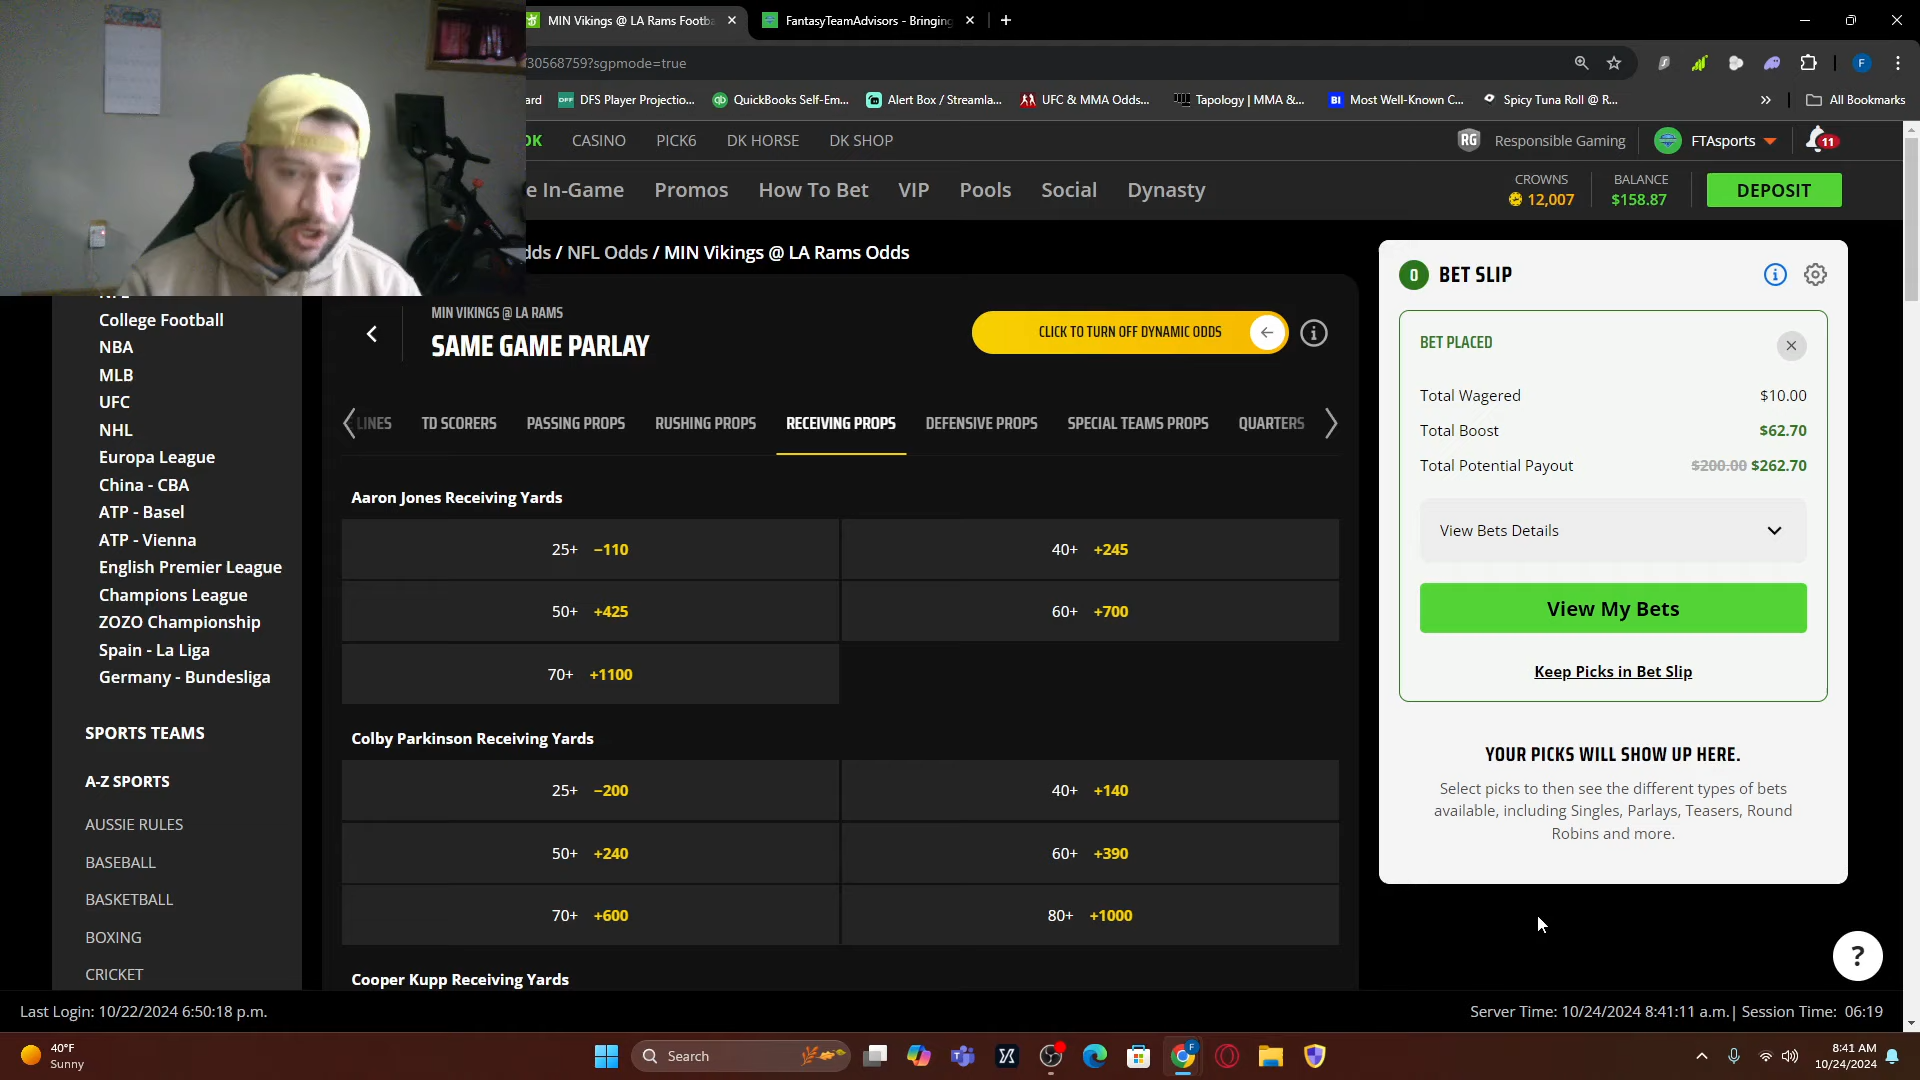 MIN Vikings @ LA Rams Footba
FantasyTeamAdvisors - Bringing
30568759?sgpmode=true
F
ard
DFS Player Projectio...
QuickBooks Self-Em...
Alert Box / Streamla...
UFC & MMA Odds...
Tapology | MMA &...
BI Most Well-Known C...
Spicy Tuna Roll @ R...
All Bookmarks
OK
CASINO
PICK6
DK HORSE
DK SHOP
RG Responsible Gaming
FTAsports
11
e In-Game
Promos
How To Bet
VIP
Pools
Social
Dynasty
CROWNS
12,007
BALANCE
$158.87
DEPOSIT
dds / NFL Odds / MIN Vikings @ LA Rams Odds
NFL
College Football
NBA
MLB
UFC
NHL
Europa League
China - CBA
ATP - Basel
ATP - Vienna
English Premier League
Champions League
ZOZO Championship
Spain - La Liga
Germany - Bundesliga
SPORTS TEAMS
A-Z SPORTS
AUSSIE RULES
BASEBALL
BASKETBALL
BOXING
CRICKET
MIN VIKINGS @ LA RAMS
SAME GAME PARLAY
CLICK TO TURN OFF DYNAMIC ODDS
LINES
TD SCORERS
PASSING PROPS
RUSHING PROPS
RECEIVING PROPS
DEFENSIVE PROPS
SPECIAL TEAMS PROPS
QUARTERS
Aaron Jones Receiving Yards
25+ −110
40+ +245
50+ +425
60+ +700
70+ +1100
Colby Parkinson Receiving Yards
25+ −200
40+ +140
50+ +240
60+ +390
70+ +600
80+ +1000
Cooper Kupp Receiving Yards
0 BET SLIP
BET PLACED
Total Wagered $10.00
Total Boost $62.70
Total Potential Payout $200.00 $262.70
View Bets Details
View My Bets
Keep Picks in Bet Slip
YOUR PICKS WILL SHOW UP HERE.
Select picks to then see the different types of bets
available, including Singles, Parlays, Teasers, Round
Robins and more.
?
Last Login: 10/22/2024 6:50:18 p.m.
Server Time: 10/24/2024 8:41:11 a.m.| Session Time: 06:19
40°F
Sunny
Search
8:41 AM
10/24/2024